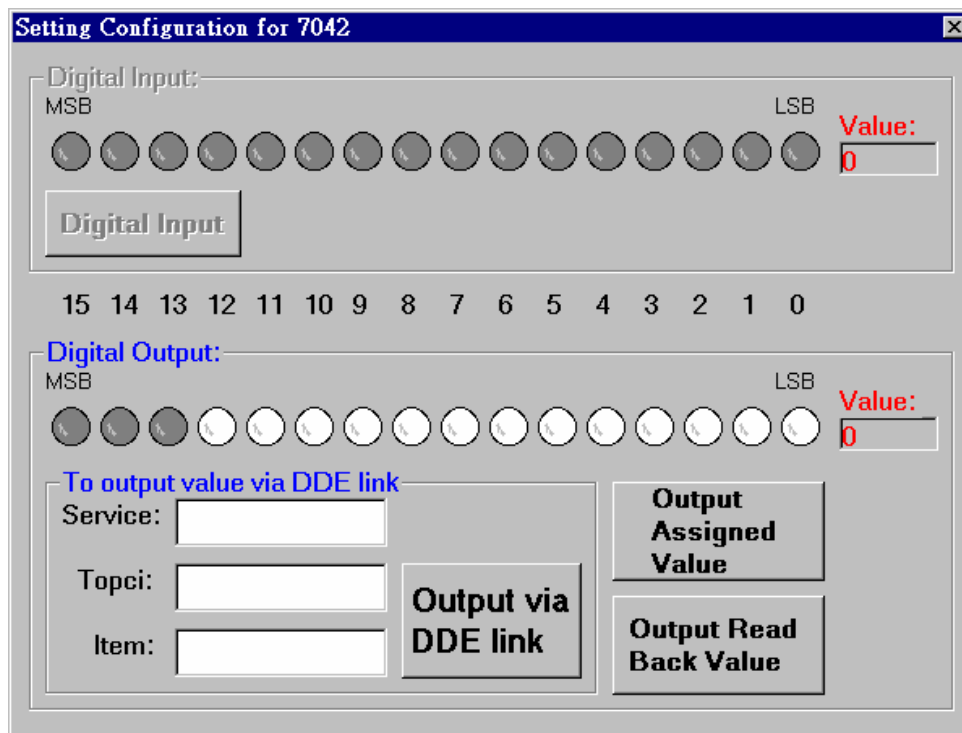 Setting Configuration for 7042
Digital Input:
MSB LSB
Value:
0
Digital Input
15 14 13 12 11 10 9 8 7 6 5 4 3 2 1 0
Digital Output:
MSB LSB
Value:
0
To output value via DDE link
Service:
Topci:
Item:
Output via
DDE link
Output
Assigned
Value
Output Read
Back Value